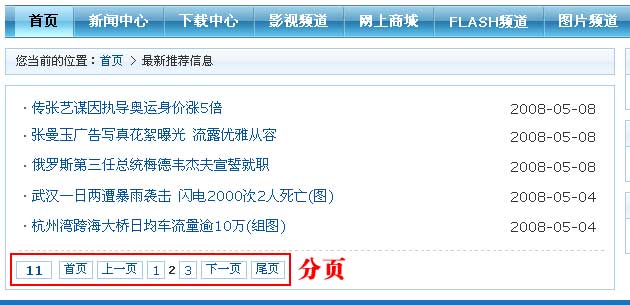 首页 新闻中心 下载中心 影视频道 网上商城 FLASH频道 图片频道
您当前的位置：首页 > 最新推荐信息
·传张艺谋因执导奥运身价涨5倍 2008-05-08
·张曼玉广告写真花絮曝光 流露优雅从容 2008-05-08
·俄罗斯第三任总统梅德韦杰夫宣誓就职 2008-05-08
·武汉一日两遭暴雨袭击 闪电2000次2人死亡(图) 2008-05-04
·杭州湾跨海大桥日均车流量逾10万(组图) 2008-05-04
11 首页 上一页 1 2 3 下一页 尾页 分页